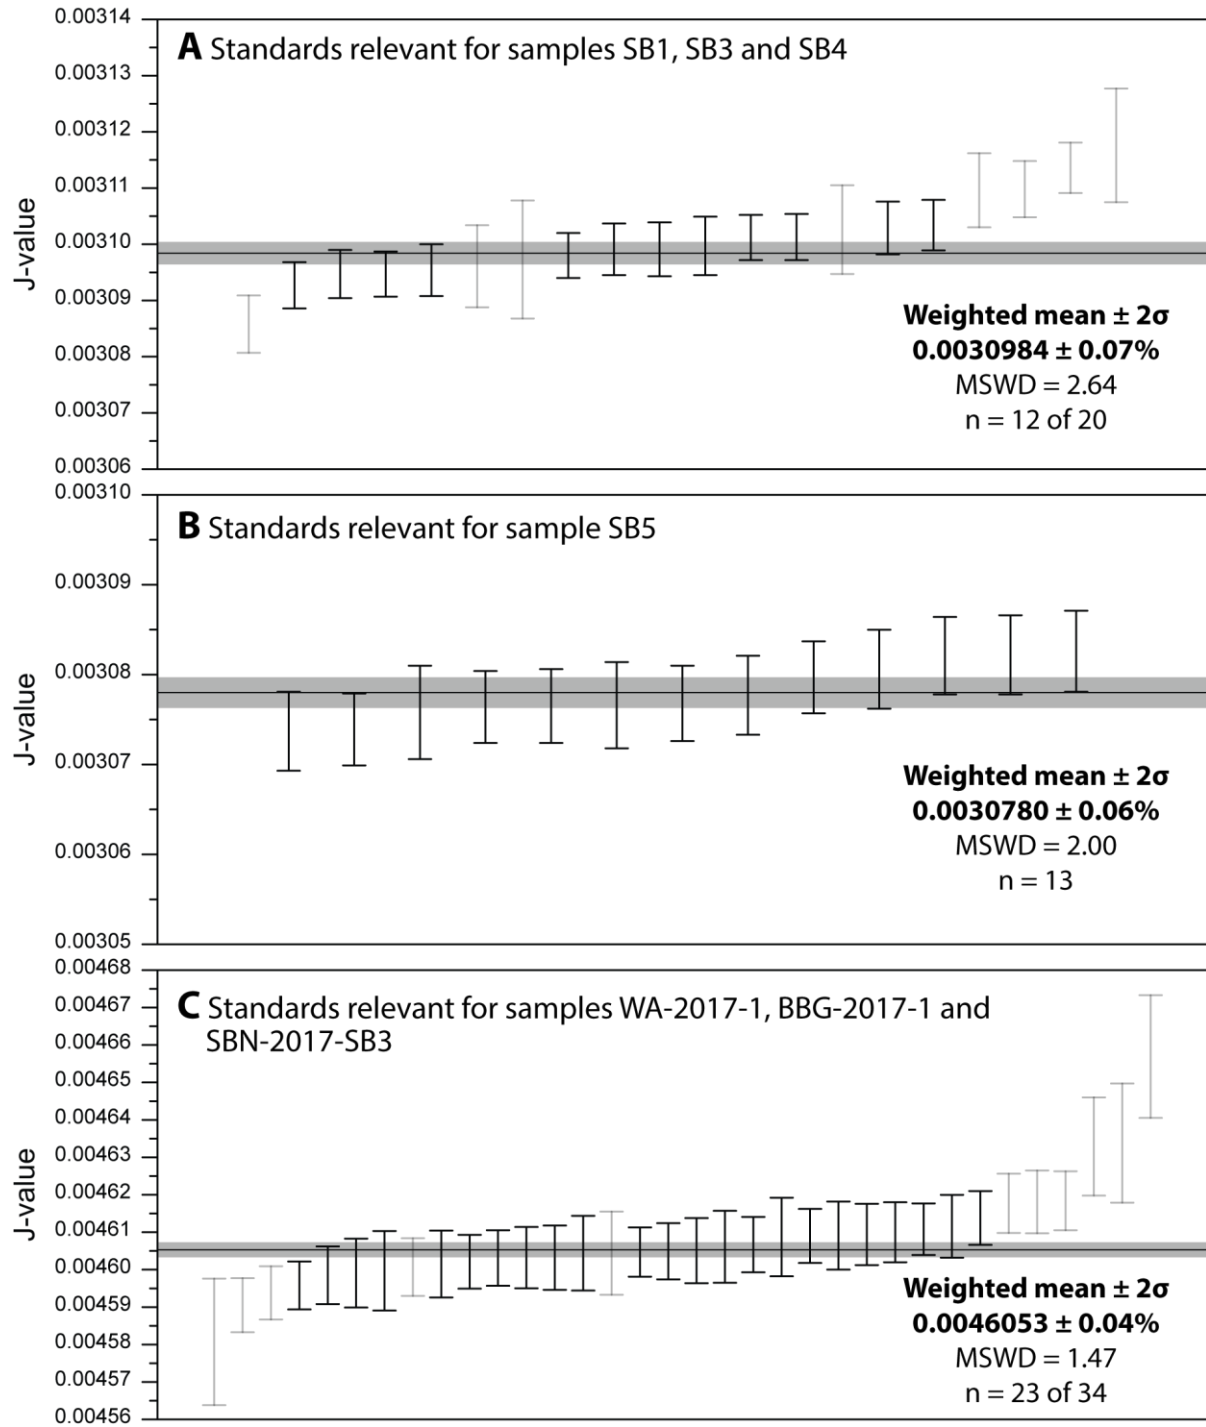 0.00314
A Standards relevant for samples SB1, SB3 and SB4
0.00313
0.00312
0.00311
0.00310
0.00309
0.00308
0.00307
0.00306
J-value
Weighted mean ± 2σ
0.0030984 ± 0.07%
MSWD = 2.64
n = 12 of 20
0.00310
B Standards relevant for sample SB5
0.00309
0.00308
0.00307
0.00306
0.00305
J-value
Weighted mean ± 2σ
0.0030780 ± 0.06%
MSWD = 2.00
n = 13
0.00468
C Standards relevant for samples WA-2017-1, BBG-2017-1 and
SBN-2017-SB3
0.00467
0.00466
0.00465
0.00464
0.00463
0.00462
0.00461
0.00460
0.00459
0.00458
0.00457
0.00456
J-value
Weighted mean ± 2σ
0.0046053 ± 0.04%
MSWD = 1.47
n = 23 of 34